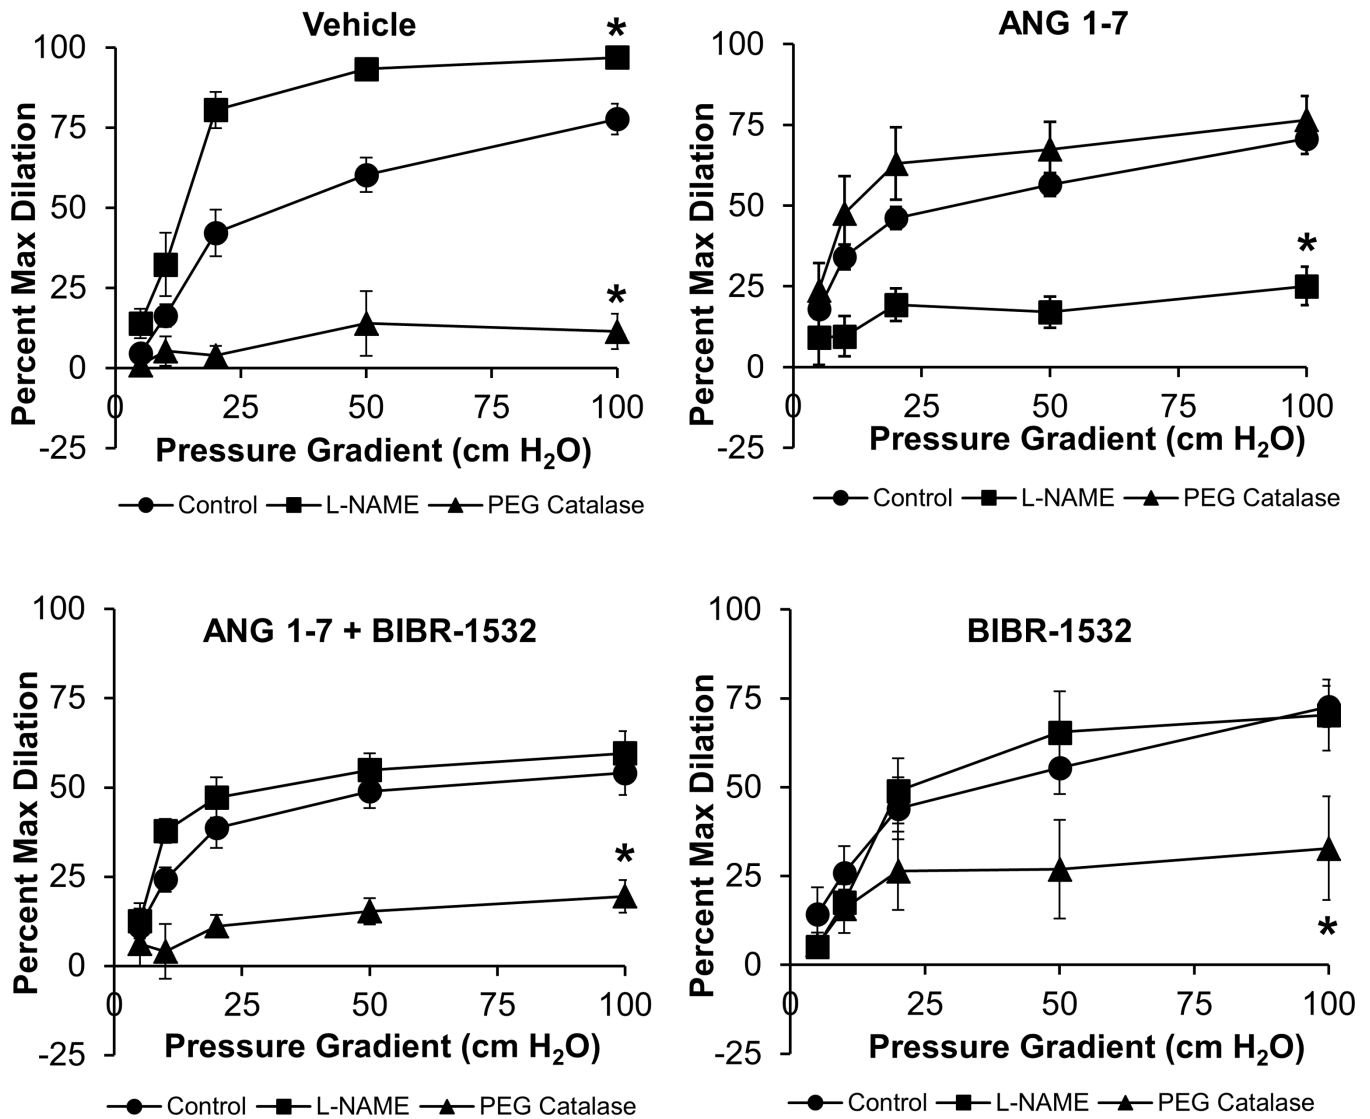 Vehicle
*
100
75
50
25
0
-25
*
0 25 50 75 100
Percent Max Dilation
Pressure Gradient (cm H₂O)
Control L-NAME PEG Catalase
ANG 1-7
100
75
50
25
0
-25
*
0 25 50 75 100
Percent Max Dilation
Pressure Gradient (cm H₂O)
Control L-NAME PEG Catalase
ANG 1-7 + BIBR-1532
100
75
50
25
0
-25
*
0 25 50 75 100
Percent Max Dilation
Pressure Gradient (cm H₂O)
Control L-NAME PEG Catalase
BIBR-1532
100
75
50
25
0
-25
*
0 25 50 75 100
Percent Max Dilation
Pressure Gradient (cm H₂O)
Control L-NAME PEG Catalase